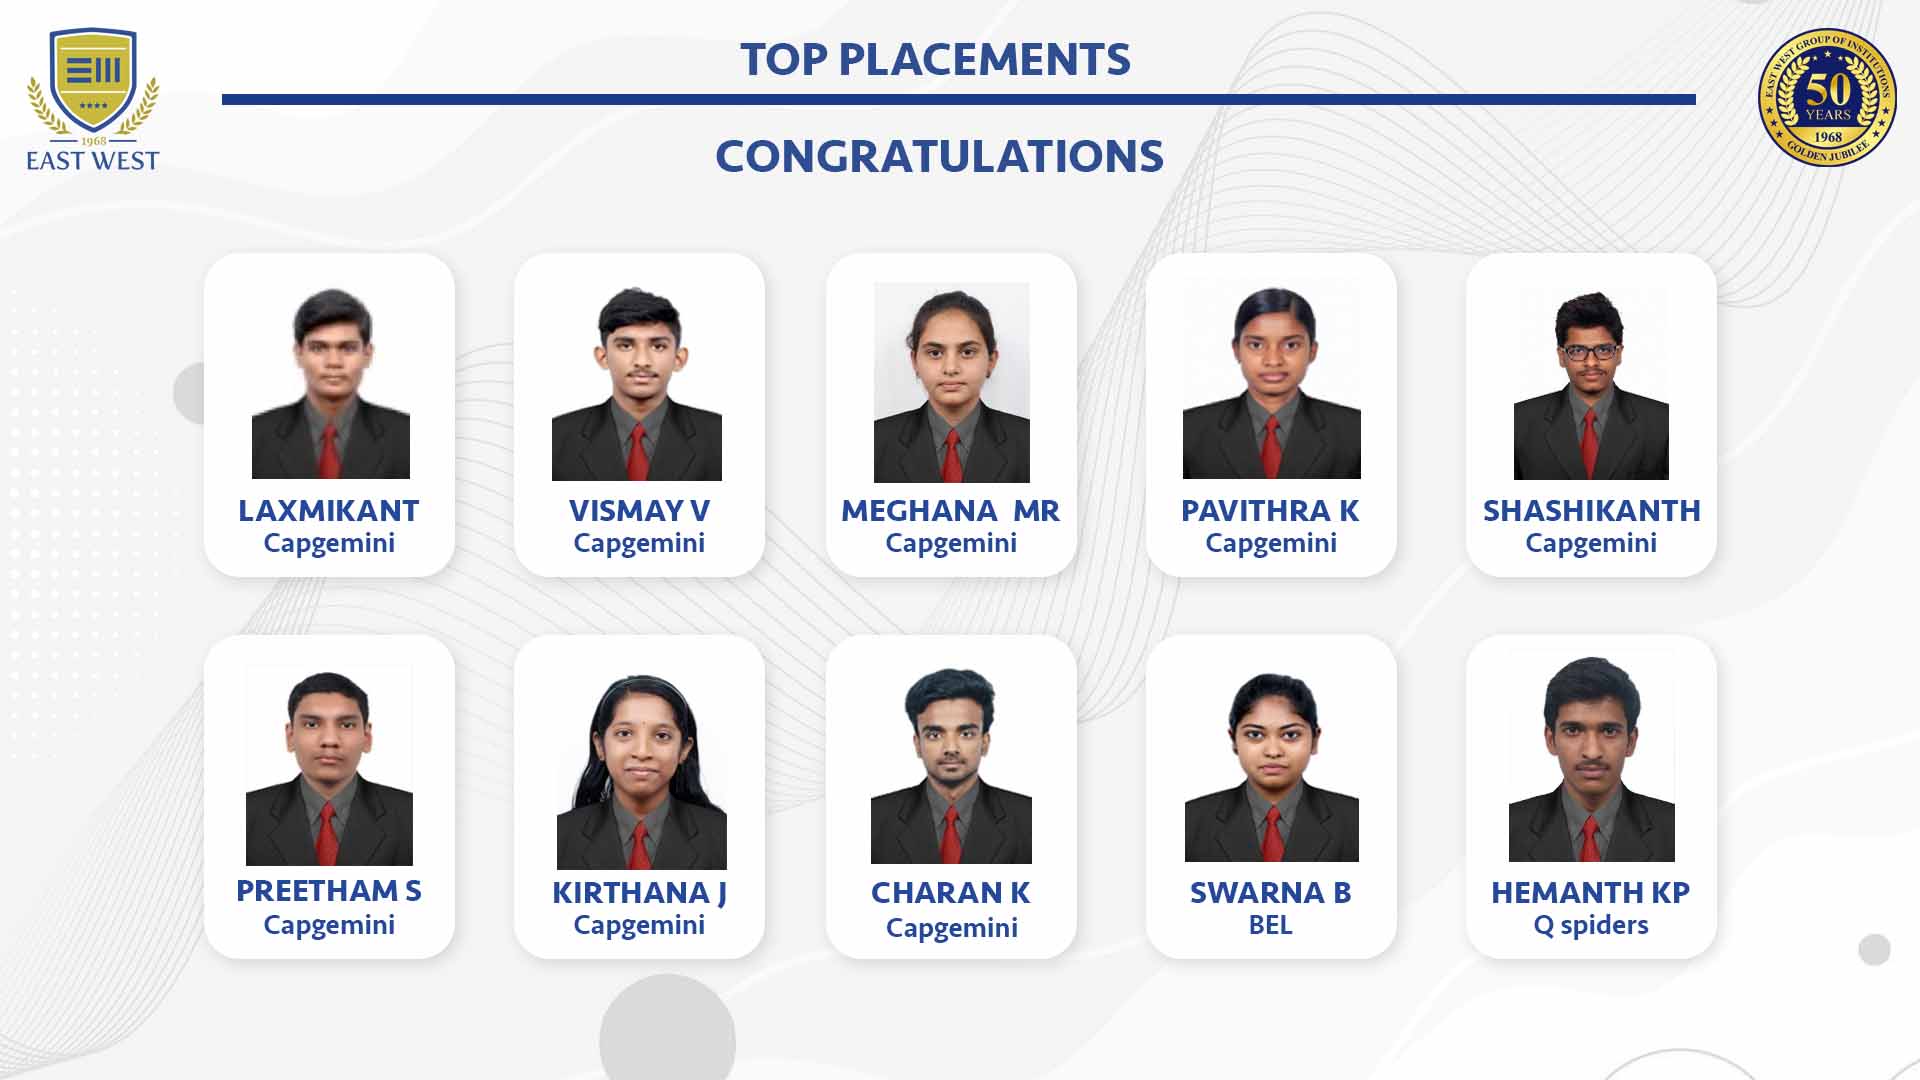 TOP PLACEMENTS
CONGRATULATIONS
1968
EAST WEST
EAST WEST GROUP OF INSTITUTIONS
50
YEARS
1968
GOLDEN JUBILEE
LAXMIKANT
Capgemini
VISMAY V
Capgemini
MEGHANA  MR
Capgemini
PAVITHRA K
Capgemini
SHASHIKANTH
Capgemini
PREETHAM S
Capgemini
KIRTHANA J
Capgemini
CHARAN K
Capgemini
SWARNA B
BEL
HEMANTH KP
Q spiders